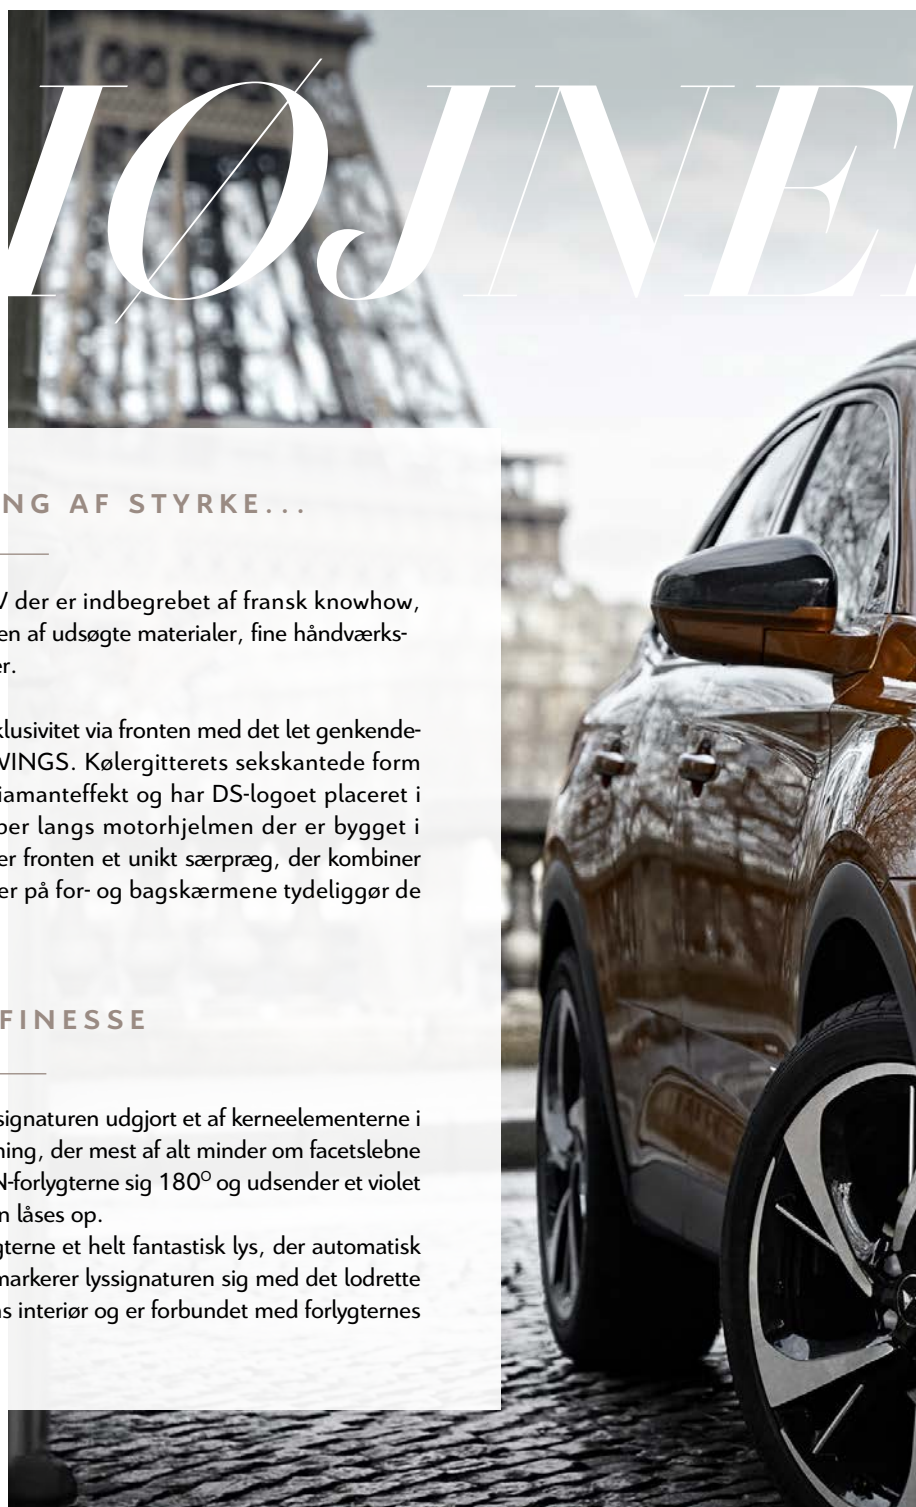 IØJNE
NG AF STYRKE...
V der er indbegrebet af fransk knowhow,
en af udsøgte materialer, fine håndværks-
er.
klusivitet via fronten med det let genkende-
WINGS. Kølergitterets sekskantede form
iamanteffekt og har DS-logoet placeret i
per langs motorhjelmen der er bygget i
er fronten et unikt særpræg, der kombiner
er på for- og bagskærmene tydeliggør de
FINESSE
signaturen udgjort et af kerneelementerne i
ning, der mest af alt minder om facetslebne
N-forlygterne sig 180° og udsender et violet
n låses op.
gterne et helt fantastisk lys, der automatisk
markerer lyssignaturen sig med det lodrette
ns interiør og er forbundet med forlygternes